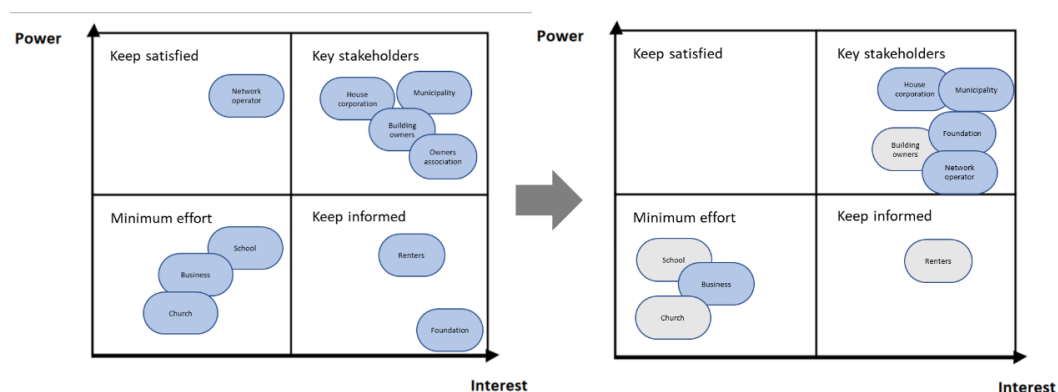 Power
Keep satisfied
Key stakeholders
Network
operator
House
corporation
Municipality
Building
owners
Owners
association
Minimum effort
Keep informed
School
Business
Church
Renters
Foundation
Interest
Power
Keep satisfied
Key stakeholders
House
corporation
Municipality
Foundation
Building
owners
Network
operator
Minimum effort
Keep informed
School
Business
Church
Renters
Interest